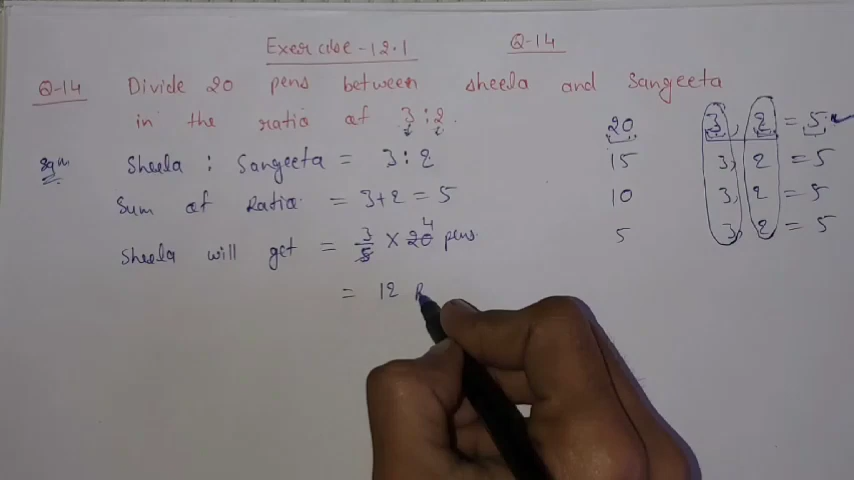 Exercise-12.1 Q-14
Q-14 Divide 20 pens between sheela and Sangeeta
in the ratio of 3:2.
Sheela : Sangeeta = 3:2
Sum of Ratio = 3+2 = 5
Sheela will get = 3/5 × 20 4 pens
= 12 P
20 3, 2 = 5
15 3, 2 = 5
10 3, 2 = 5
5 3, 2 = 5